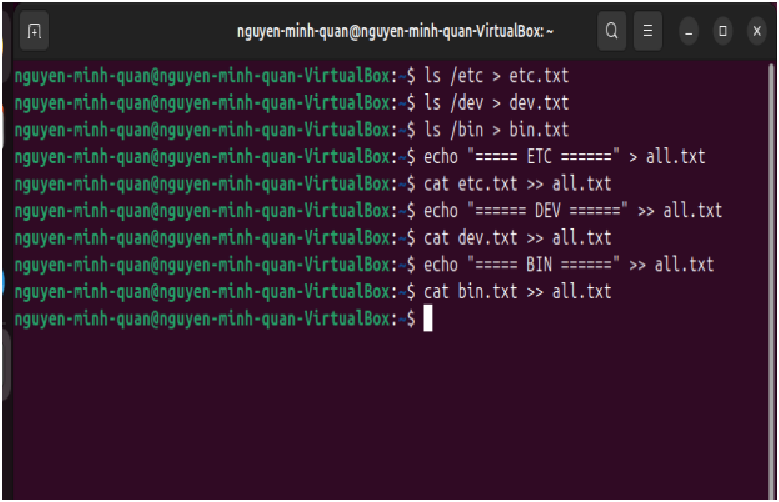 nguyen-minh-quan@nguyen-minh-quan-VirtualBox: ~
nguyen-minh-quan@nguyen-minh-quan-VirtualBox:~$ ls /etc > etc.txt
nguyen-minh-quan@nguyen-minh-quan-VirtualBox:~$ ls /dev > dev.txt
nguyen-minh-quan@nguyen-minh-quan-VirtualBox:~$ ls /bin > bin.txt
nguyen-minh-quan@nguyen-minh-quan-VirtualBox:~$ echo "===== ETC ======" > all.txt
nguyen-minh-quan@nguyen-minh-quan-VirtualBox:~$ cat etc.txt >> all.txt
nguyen-minh-quan@nguyen-minh-quan-VirtualBox:~$ echo "====== DEV ======" >> all.txt
nguyen-minh-quan@nguyen-minh-quan-VirtualBox:~$ cat dev.txt >> all.txt
nguyen-minh-quan@nguyen-minh-quan-VirtualBox:~$ echo "===== BIN ======" >> all.txt
nguyen-minh-quan@nguyen-minh-quan-VirtualBox:~$ cat bin.txt >> all.txt
nguyen-minh-quan@nguyen-minh-quan-VirtualBox:~$